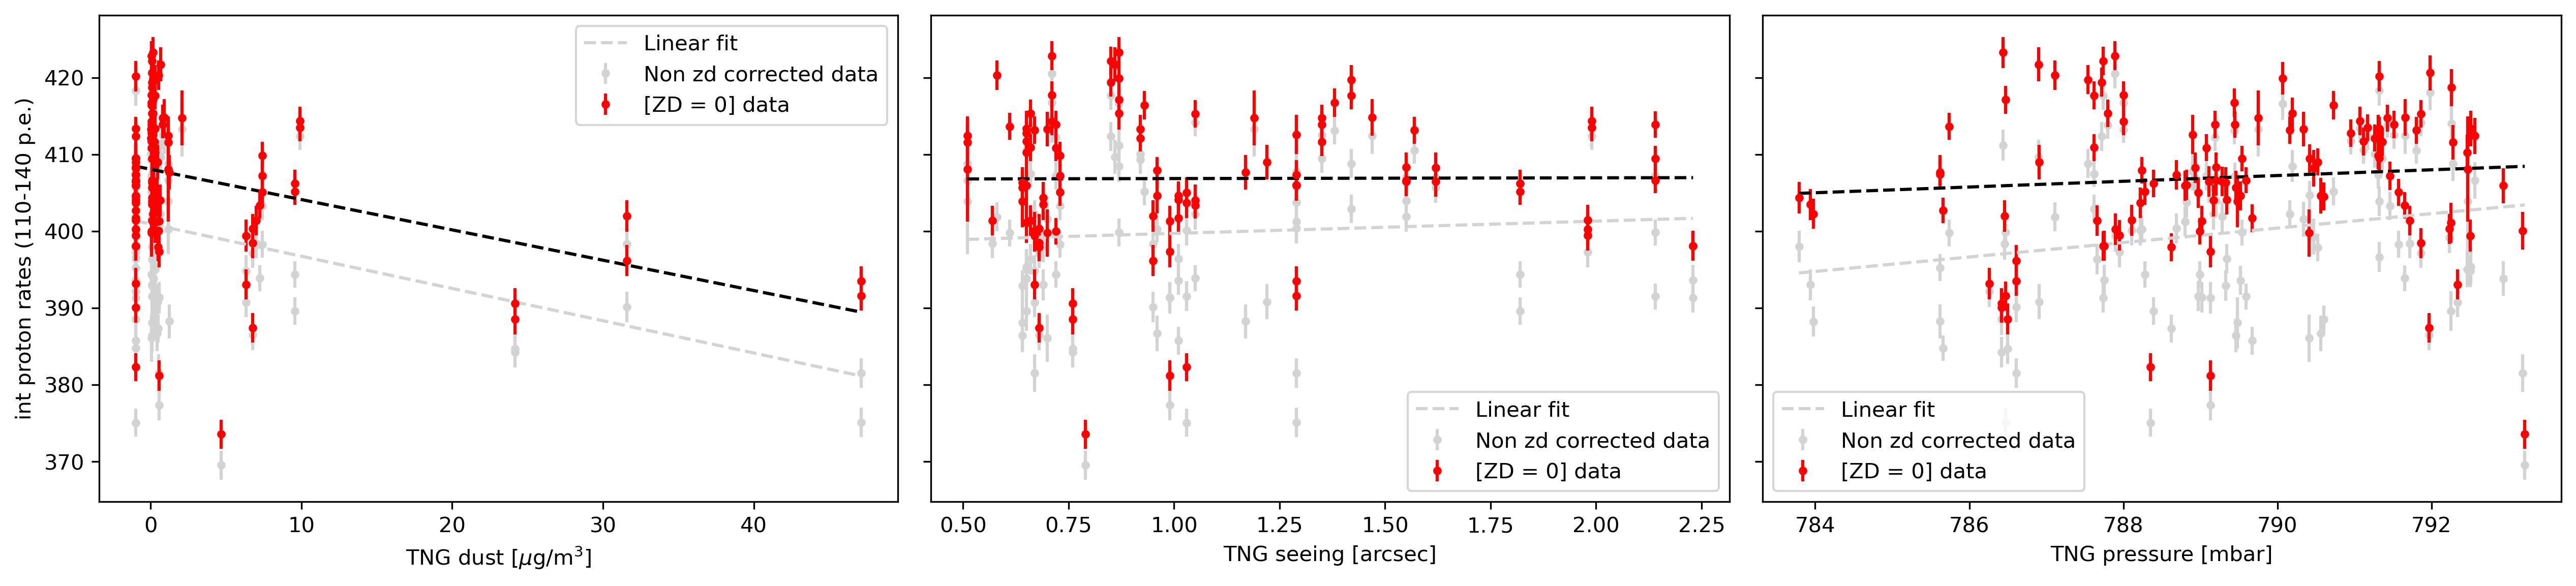 int proton rates (110-140 p.e.)
420
410
400
390
380
370
Linear fit
Non zd corrected data
[ZD = 0] data
0 10 20 30 40
TNG dust [μg/m³]
Linear fit
Non zd corrected data
[ZD = 0] data
0.50 0.75 1.00 1.25 1.50 1.75 2.00 2.25
TNG seeing [arcsec]
Linear fit
Non zd corrected data
[ZD = 0] data
784 786 788 790 792
TNG pressure [mbar]